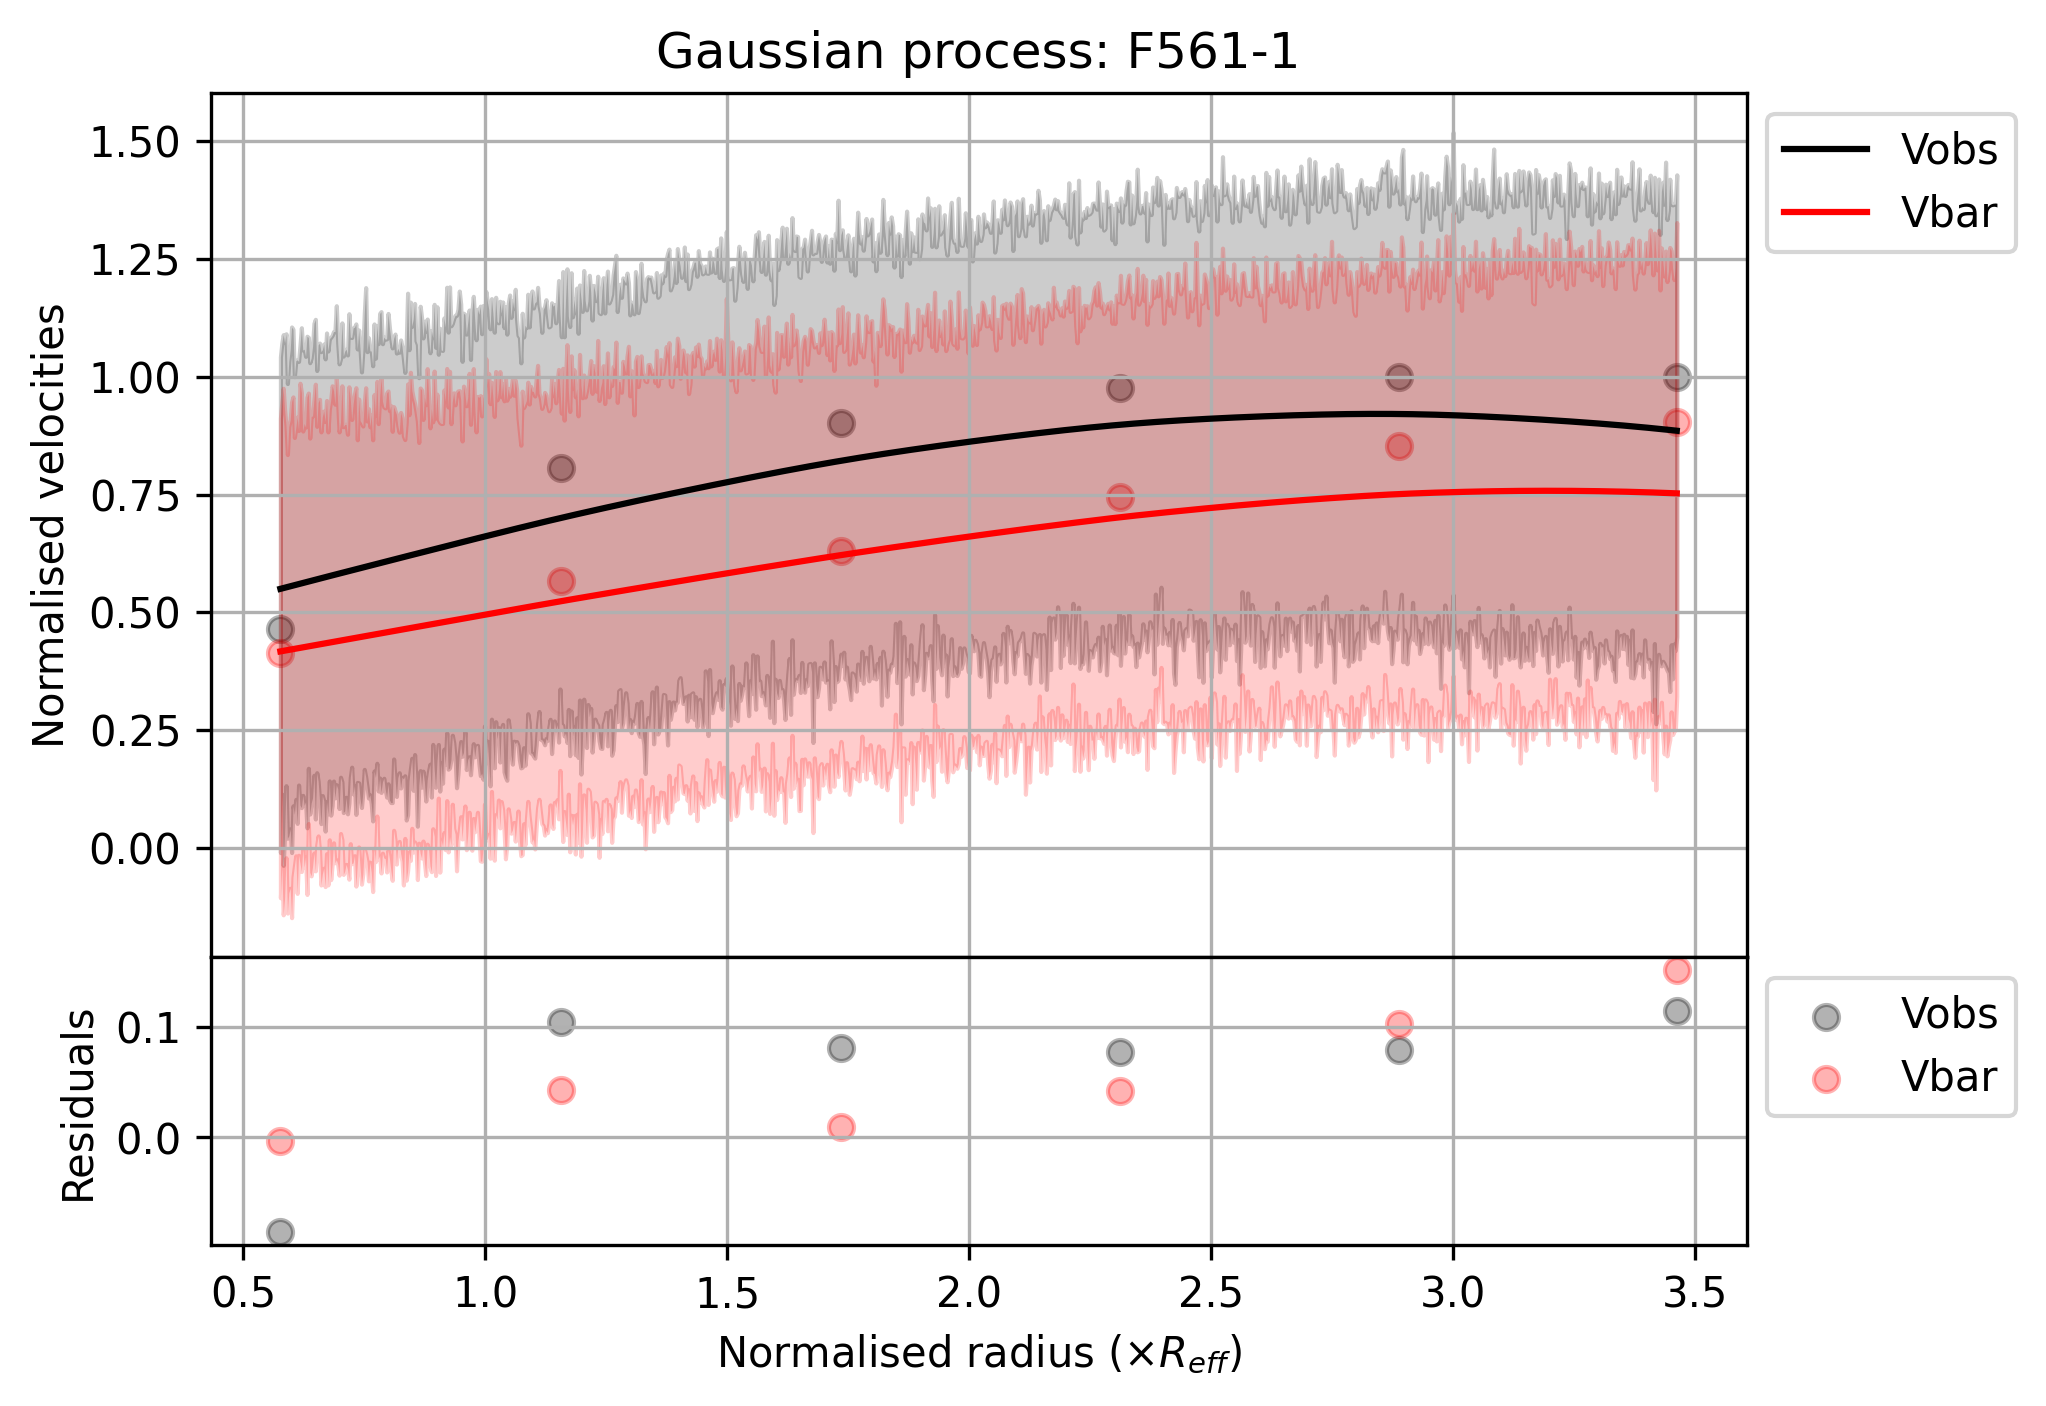 Gaussian process: F561-1
Normalised velocities
1.50
1.25
1.00
0.75
0.50
0.25
0.00
Vobs
Vbar
Residuals
0.1
0.0
Vobs
Vbar
0.5 1.0 1.5 2.0 2.5 3.0 3.5
Normalised radius (×R_{eff})